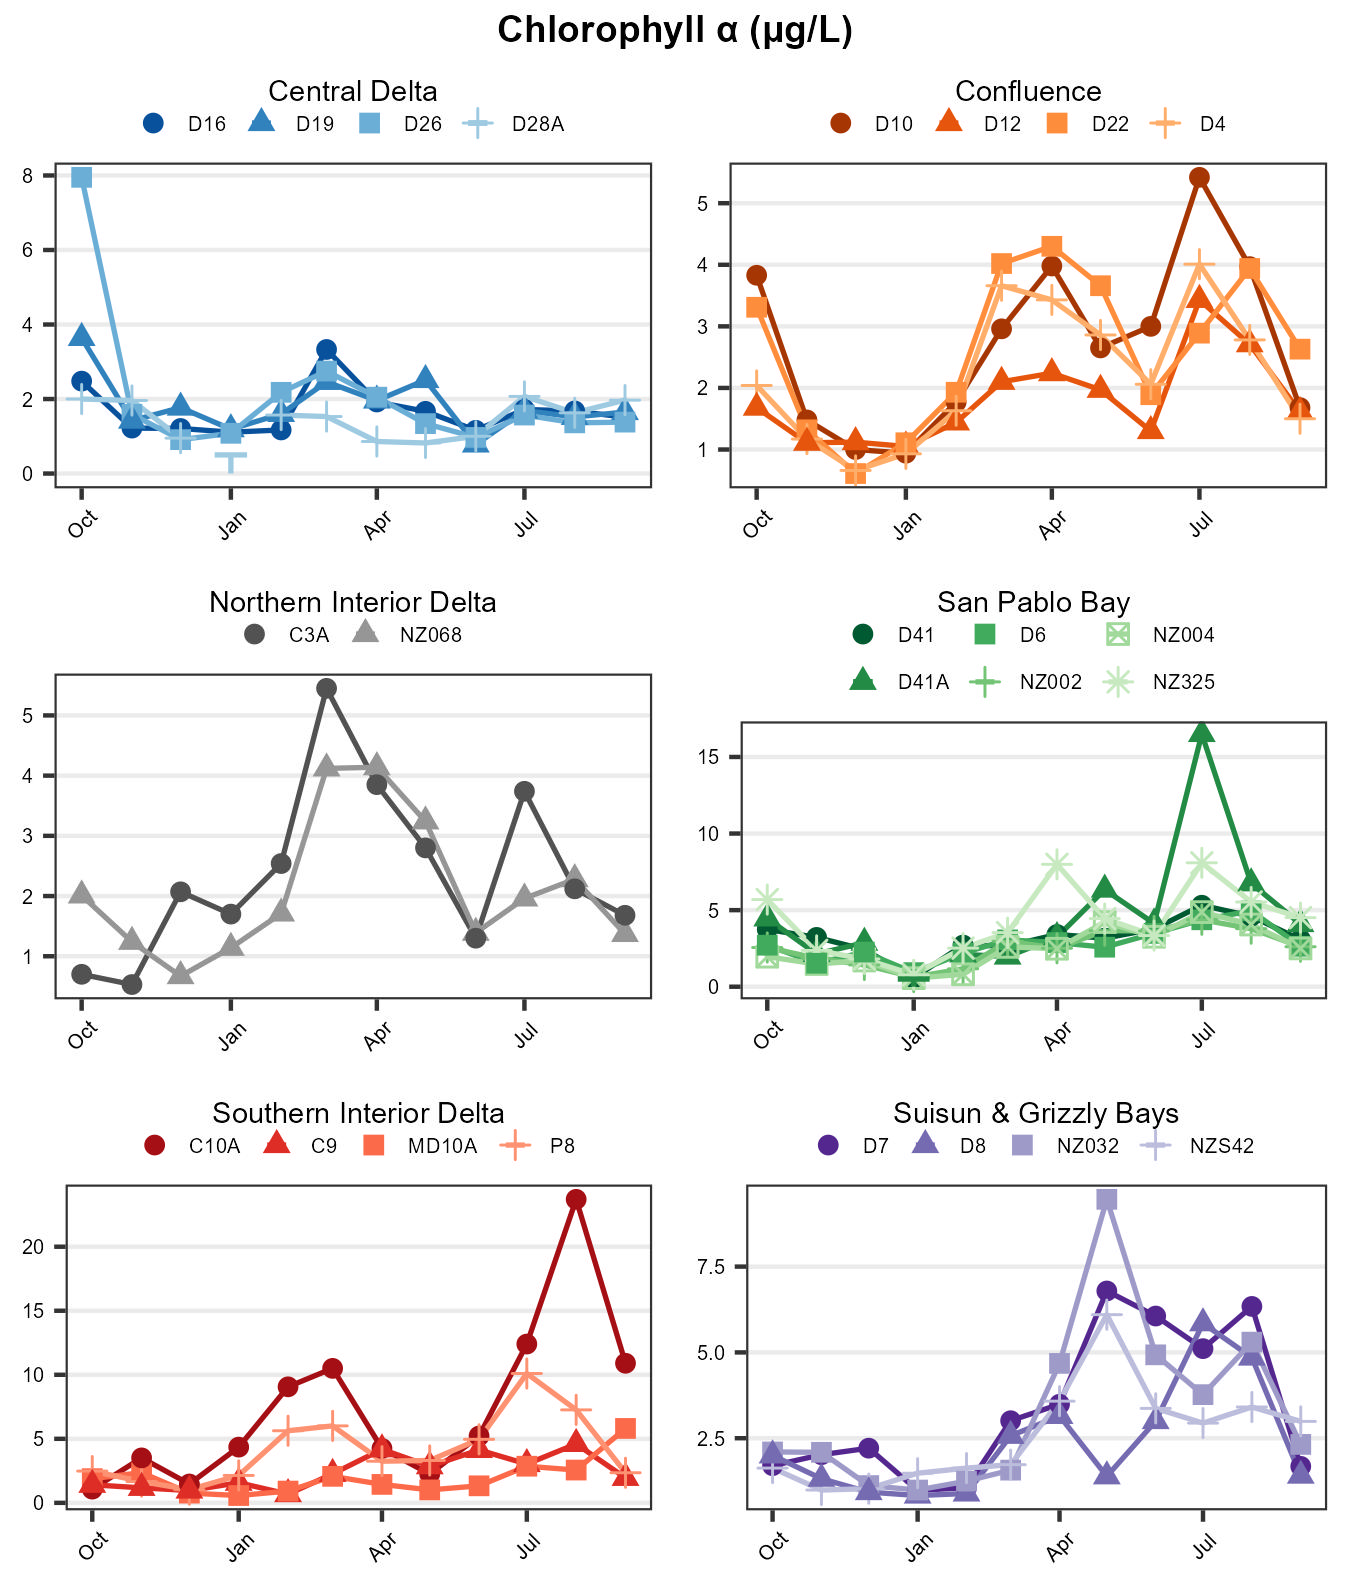 Chlorophyll α (µg/L)
Central Delta
D16 D19 D26 D28A
8
6
4
2
0
Oct Jan Apr Jul
Confluence
D10 D12 D22 D4
5
4
3
2
1
Oct Jan Apr Jul
Northern Interior Delta
C3A NZ068
5
4
3
2
1
Oct Jan Apr Jul
San Pablo Bay
D41 D6 NZ004
D41A NZ002 NZ325
15
10
5
0
Oct Jan Apr Jul
Southern Interior Delta
C10A C9 MD10A P8
20
15
10
5
0
Oct Jan Apr Jul
Suisun & Grizzly Bays
D7 D8 NZ032 NZS42
7.5
5.0
2.5
Oct Jan Apr Jul